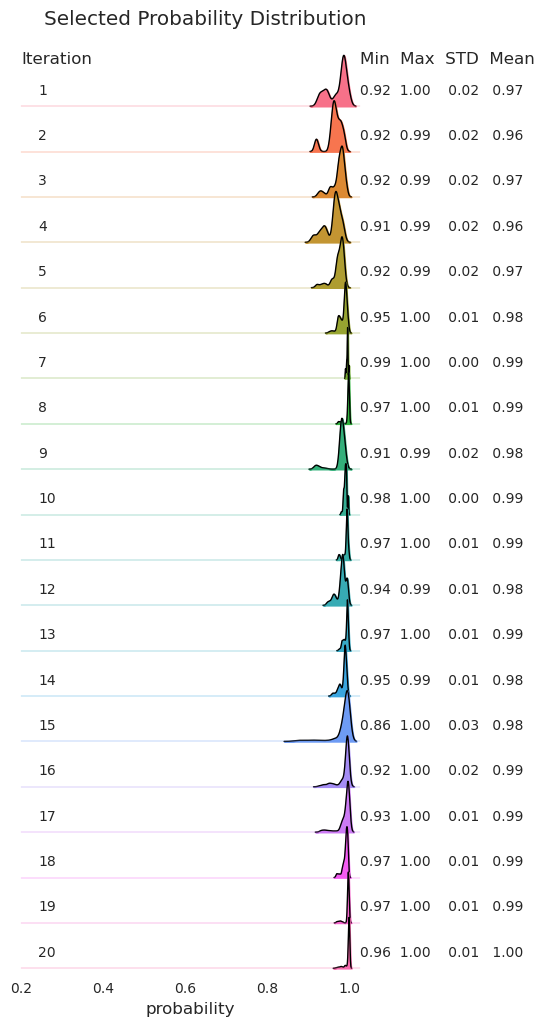 Selected Probability Distribution
Iteration Min Max STD Mean
1 0.92 1.00 0.02 0.97
2 0.92 0.99 0.02 0.96
3 0.92 0.99 0.02 0.97
4 0.91 0.99 0.02 0.96
5 0.92 0.99 0.02 0.97
6 0.95 1.00 0.01 0.98
7 0.99 1.00 0.00 0.99
8 0.97 1.00 0.01 0.99
9 0.91 0.99 0.02 0.98
10 0.98 1.00 0.00 0.99
11 0.97 1.00 0.01 0.99
12 0.94 0.99 0.01 0.98
13 0.97 1.00 0.01 0.99
14 0.95 0.99 0.01 0.98
15 0.86 1.00 0.03 0.98
16 0.92 1.00 0.02 0.99
17 0.93 1.00 0.01 0.99
18 0.97 1.00 0.01 0.99
19 0.97 1.00 0.01 0.99
20 0.96 1.00 0.01 1.00
0.2 0.4 0.6 0.8 1.0
probability